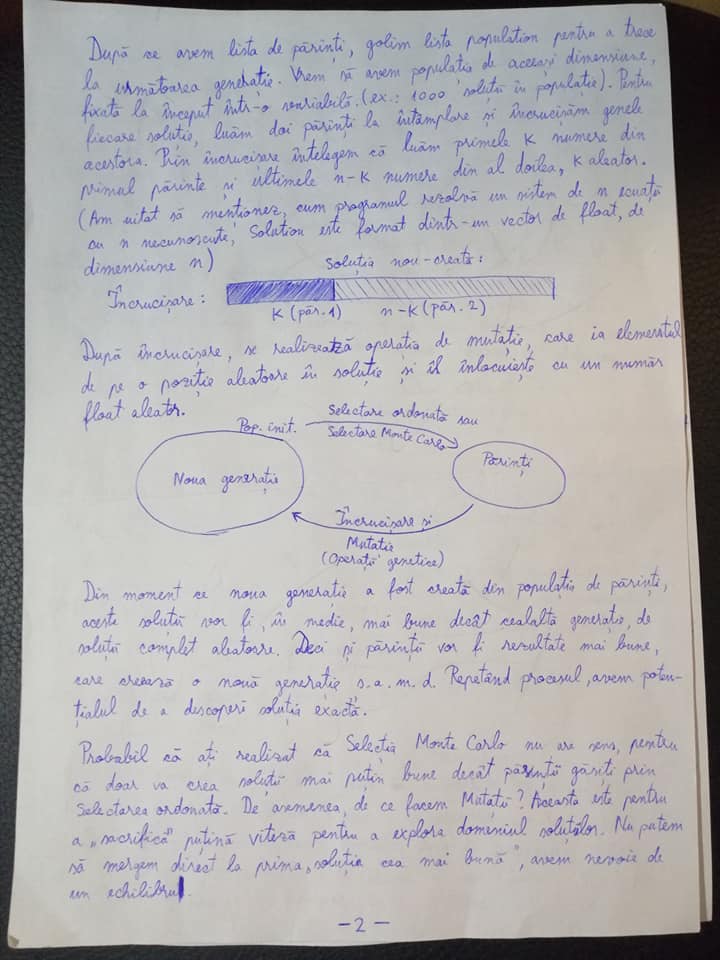 După ce avem lista de părinți, golim lista population pentru a trece
la următoarea generație. Vrem să avem populația de aceeași dimensiune,
fixată la început într-o variabilă. (ex.: 1000 soluții în populație). Pentru
fiecare soluție, luăm doi părinți la întâmplare și încrucișăm genele
acestora. Prin încrucișare înțelegem că luăm primele K numere din
primul părinte și ultimele n-K numere din al doilea, K aleator.
(Am uitat să menționez, cum programul rezolvă un sistem de n ecuații
cu n necunoscute, Solution este format dintr-un vector de float, de
dimensiune n)
Soluția nou-creată:
Încrucișare:
K (păr. 1) n-K (păr. 2)
După încrucișare, se realizează operația de mutație, care ia elementul
de pe o poziție aleatoare în soluție și îl înlocuiește cu un număr
float aleator.
Pop. init. Selectare ordonată sau
Selectare Monte Carlo
Noua generație
Părinți
Încrucișare și
Mutație
(Operații genetice)
Din moment ce noua generație a fost creată din populația de părinți,
aceste soluții vor fi, în medie, mai bune decât cealaltă generație, de
soluții complet aleatoare. Deci și părinții vor fi rezultate mai bune,
care crează o nouă generație ș.a.m.d. Repetând procesul, avem poten-
țialul de a descoperi soluția exactă.
Probabil că ați realizat că Selecția Monte Carlo nu are sens, pentru
că doar va crea soluții mai puțin bune decât părinții găsiți prin
Selectarea ordonată. De asemenea, de ce facem Mutații? Aceasta este pentru
a „sacrifică" puțină viteză pentru a explora domeniul soluțiilor. Nu putem
să mergem direct la prima „soluția cea mai bună", avem nevoie de
un echilibru.
-2-